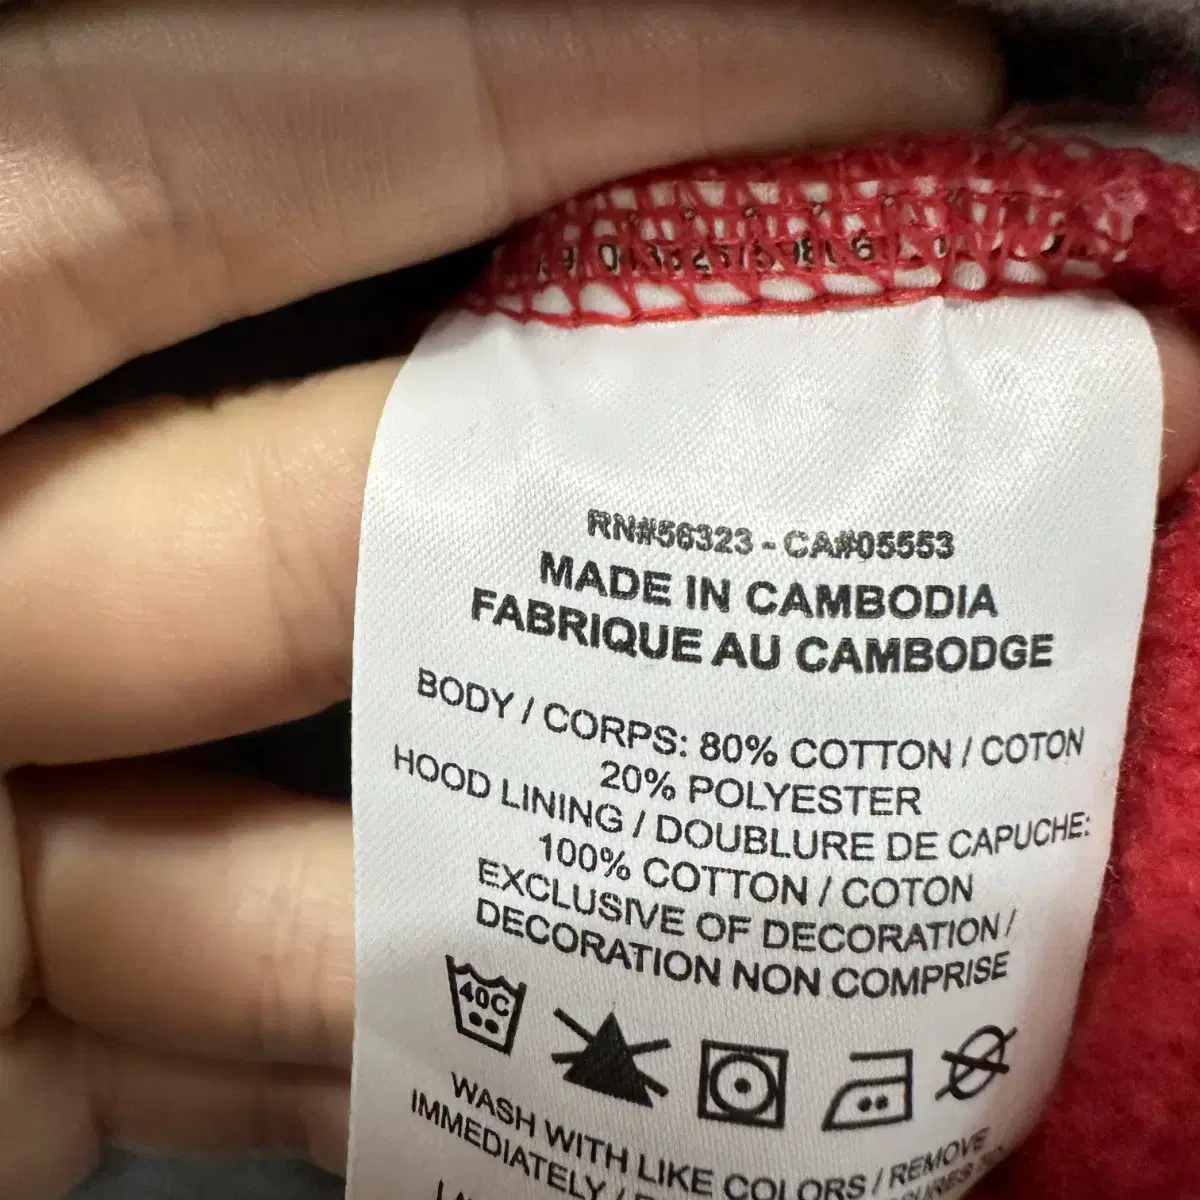 RN#56323 - CA#05553
MADE IN CAMBODIA
FABRIQUE AU CAMBODGE
BODY / CORPS: 80% COTTON / COTON
20% POLYESTER
HOOD LINING / DOUBLURE DE CAPUCHE:
100% COTTON / COTON
EXCLUSIVE OF DECORATION /
DECORATION NON COMPRISE
40C
WASH WITH LIKE COLORS / REMOVE
IMMEDIATELY /